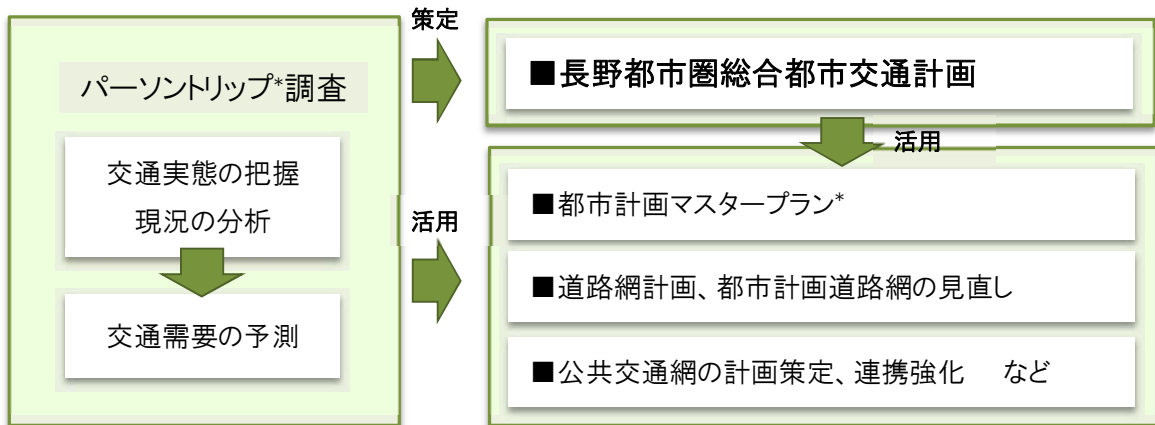 パーソントリップ*調査
交通実態の把握
現況の分析
交通需要の予測
策定
■長野都市圏総合都市交通計画
活用
活用
■都市計画マスタープラン*
■道路網計画、都市計画道路網の見直し
■公共交通網の計画策定、連携強化　など